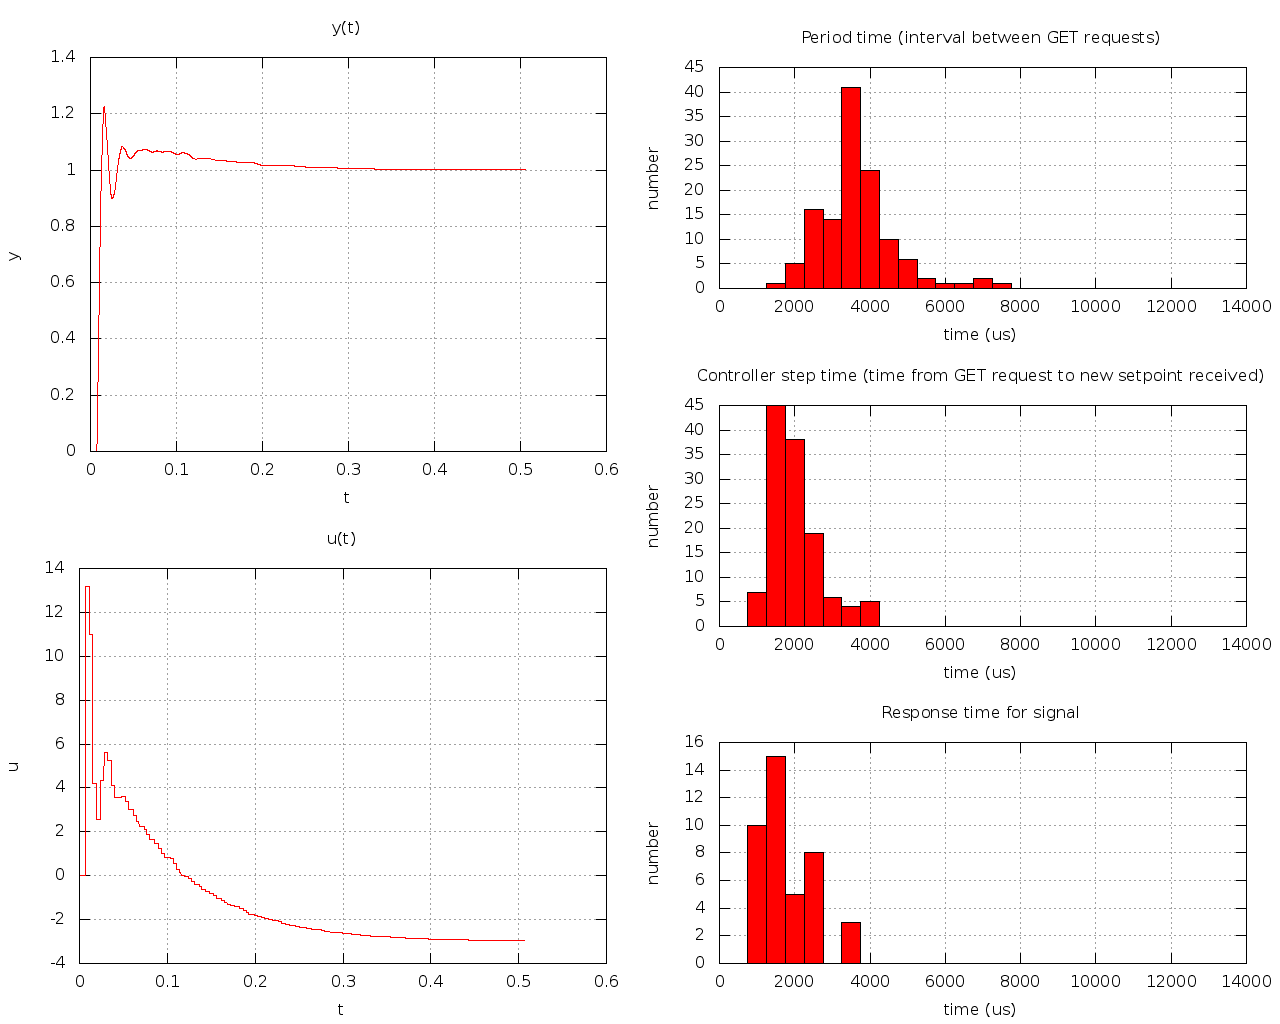 y(t)
1.4
1.2
1
0.8
0.6
0.4
0.2
0
y
0 0.1 0.2 0.3 0.4 0.5 0.6
t
u(t)
14
12
10
8
6
4
2
0
-2
-4
u
0 0.1 0.2 0.3 0.4 0.5 0.6
t
Period time (interval between GET requests)
45
40
35
30
25
20
15
10
5
0
number
0 2000 4000 6000 8000 10000 12000 14000
time (us)
Controller step time (time from GET request to new setpoint received)
45
40
35
30
25
20
15
10
5
0
number
0 2000 4000 6000 8000 10000 12000 14000
time (us)
Response time for signal
16
14
12
10
8
6
4
2
0
number
0 2000 4000 6000 8000 10000 12000 14000
time (us)